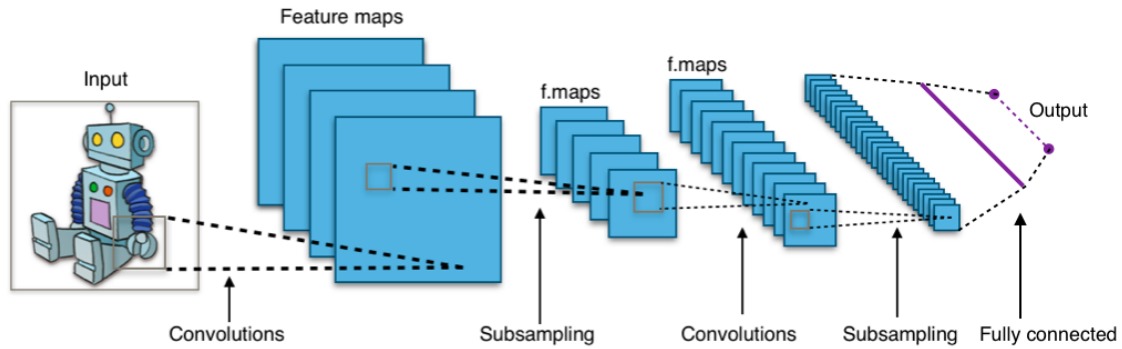 Feature maps
Input
f.maps
f.maps
Output
Convolutions
Subsampling
Convolutions
Subsampling
Fully connected